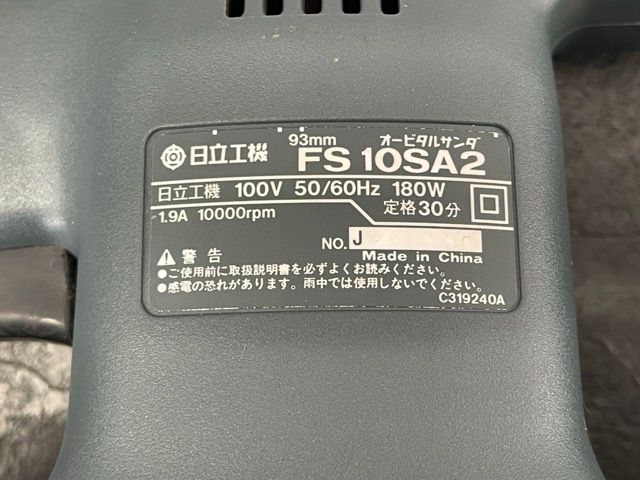 93mm オービタルサンダ
日立工機 FS 10SA2
日立工機 100V 50/60Hz 180W
1.9A 10000rpm 定格30分
NO. J
Made in China
警告
●ご使用前に取扱説明書を必ずよくお読みください。
●感電の恐れがあります。雨中では使用しないでください。
C319240A